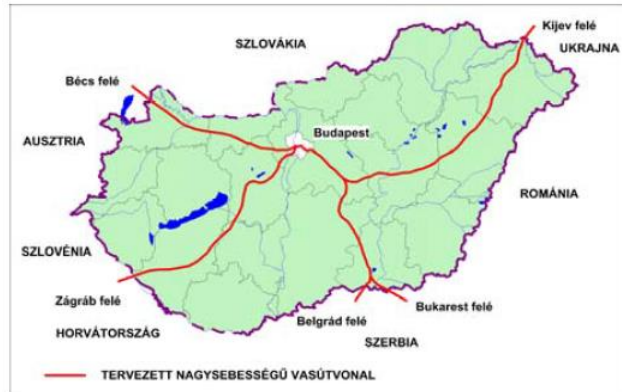 Kijev felé
SZLOVÁKIA
UKRAJNA
Bécs felé
Budapest
AUSZTRIA
ROMÁNIA
SZLOVÉNIA
Zágráb felé
Bukarest felé
Belgrád felé
HORVÁTORSZÁG
SZERBIA
TERVEZETT NAGYSEBESSÉGŰ VASÚTVONAL